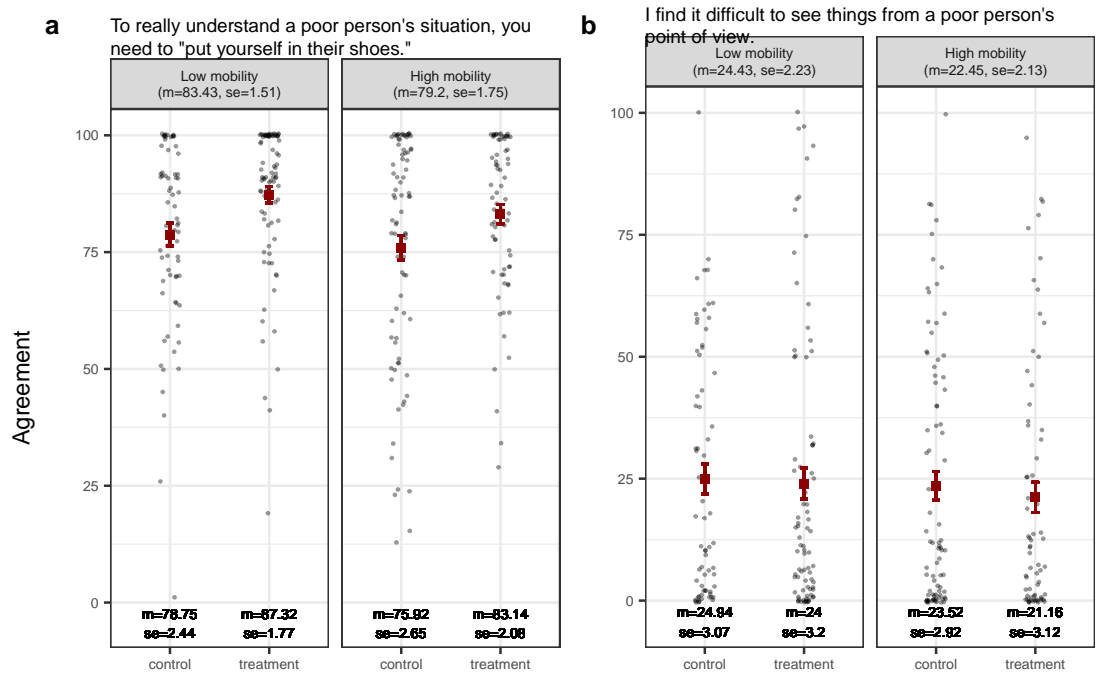 a
To really understand a poor person's situation, you
need to "put yourself in their shoes."
Low mobility
(m=83.43, se=1.51)
High mobility
(m=79.2, se=1.75)
Agreement
100
75
50
25
0
m=78.75
se=2.44
m=87.32
se=1.77
m=75.92
se=2.65
m=83.14
se=2.08
control
treatment
control
treatment
b
I find it difficult to see things from a poor person's
point of view.
Low mobility
(m=24.43, se=2.23)
High mobility
(m=22.45, se=2.13)
100
75
50
25
0
m=24.94
se=3.07
m=24
se=3.2
m=23.52
se=2.92
m=21.16
se=3.12
control
treatment
control
treatment